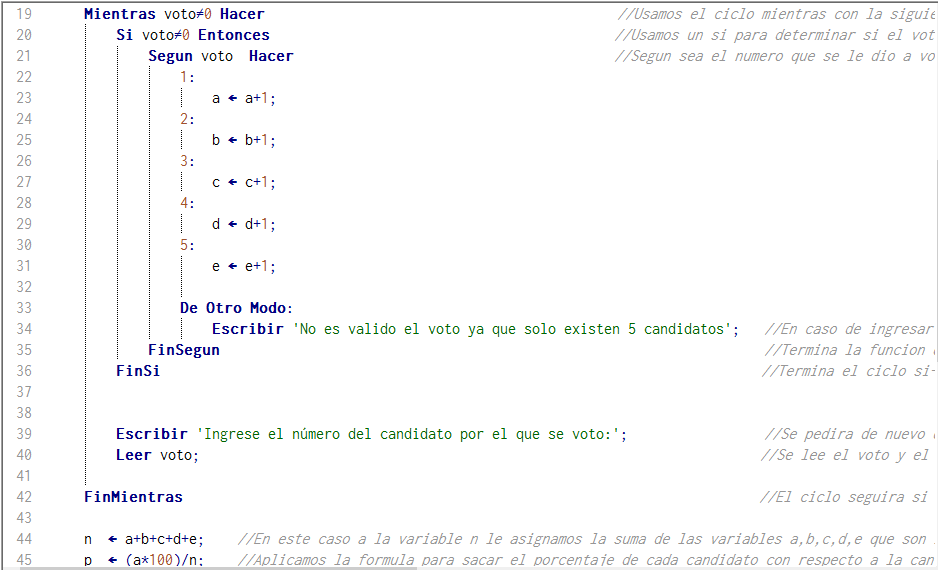 19 Mientras voto≠0 Hacer //Usamos el ciclo mientras con la
20 Si voto≠0 Entonces //Usamos un si para determinar si el
21 Segun voto Hacer //Segun sea el numero que se le dio a
22 1:
23 a ← a+1;
24 2:
25 b ← b+1;
26 3:
27 c ← c+1;
28 4:
29 d ← d+1;
30 5:
31 e ← e+1;
32
33 De Otro Modo:
34 Escribir 'No es valido el voto ya que solo existen 5 candidatos'; //En caso de ingresar
35 FinSegun //Termina la funcion
36 FinSi //Termina el ciclo si-
37
38
39 Escribir 'Ingrese el número del candidato por el que se voto:'; //Se pedira de nuevo
40 Leer voto; //Se lee el voto y el
41
42 FinMientras //El ciclo seguira si
43
44 n ← a+b+c+d+e; //En este caso a la variable n le asignamos la suma de las variables a,b,c,d,e que son
45 p ← (a*100)/n; //Aplicamos la formula para sacar el porcentaje de cada candidato con respecto a la